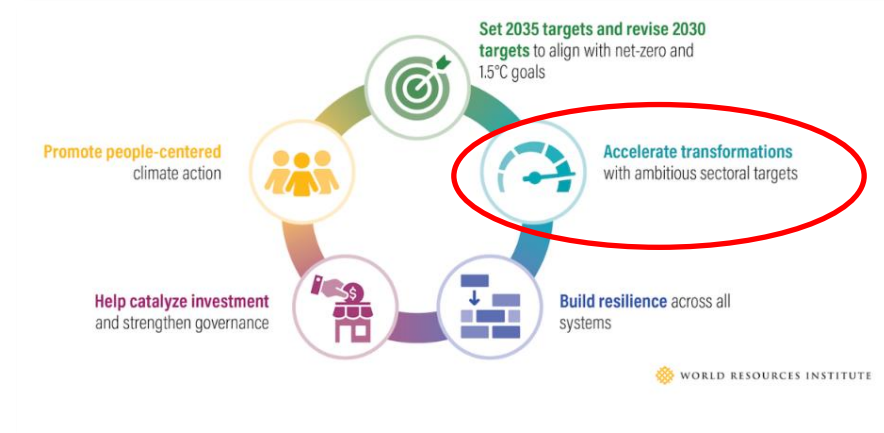 Set 2035 targets and revise 2030
targets to align with net-zero and
1.5°C goals
Accelerate transformations
with ambitious sectoral targets
Build resilience across all
systems
$
Help catalyze investment
and strengthen governance
Promote people-centered
climate action
WORLD RESOURCES INSTITUTE